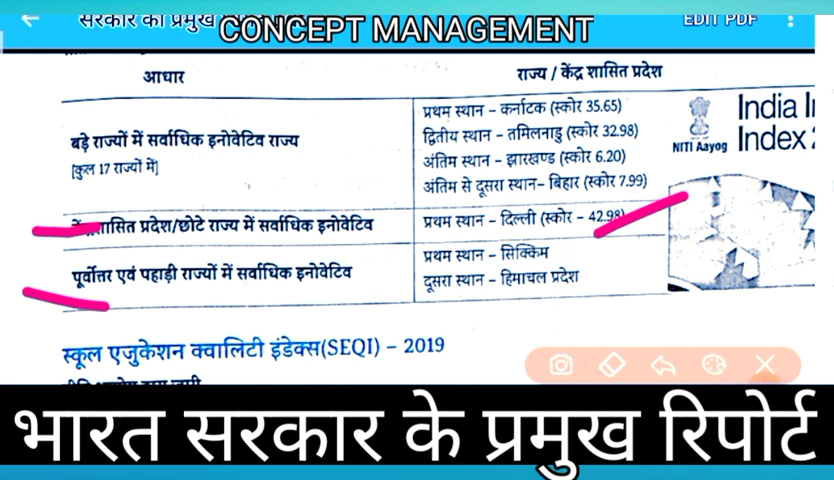 सरकार की प्रमुख
CONCEPT MANAGEMENT
EDIT PDF
आधार
राज्य / केंद्र शासित प्रदेश
बड़े राज्यों में सर्वाधिक इनोवेटिव राज्य
[कुल 17 राज्यों में]
प्रथम स्थान – कर्नाटक (स्कोर 35.65)
द्वितीय स्थान – तमिलनाडु (स्कोर 32.98)
अंतिम स्थान – झारखण्ड (स्कोर 6.20)
अंतिम से दूसरा स्थान– बिहार (स्कोर 7.99)
शासित प्रदेश/छोटे राज्य में सर्वाधिक इनोवेटिव
प्रथम स्थान – दिल्ली (स्कोर – 42.98)
पूर्वोत्तर एवं पहाड़ी राज्यों में सर्वाधिक इनोवेटिव
प्रथम स्थान – सिक्किम
दूसरा स्थान – हिमाचल प्रदेश
NITI Aayog
India
Index
स्कूल एजुकेशन क्वालिटी इंडेक्स(SEQI) – 2019
भारत सरकार के प्रमुख रिपोर्ट